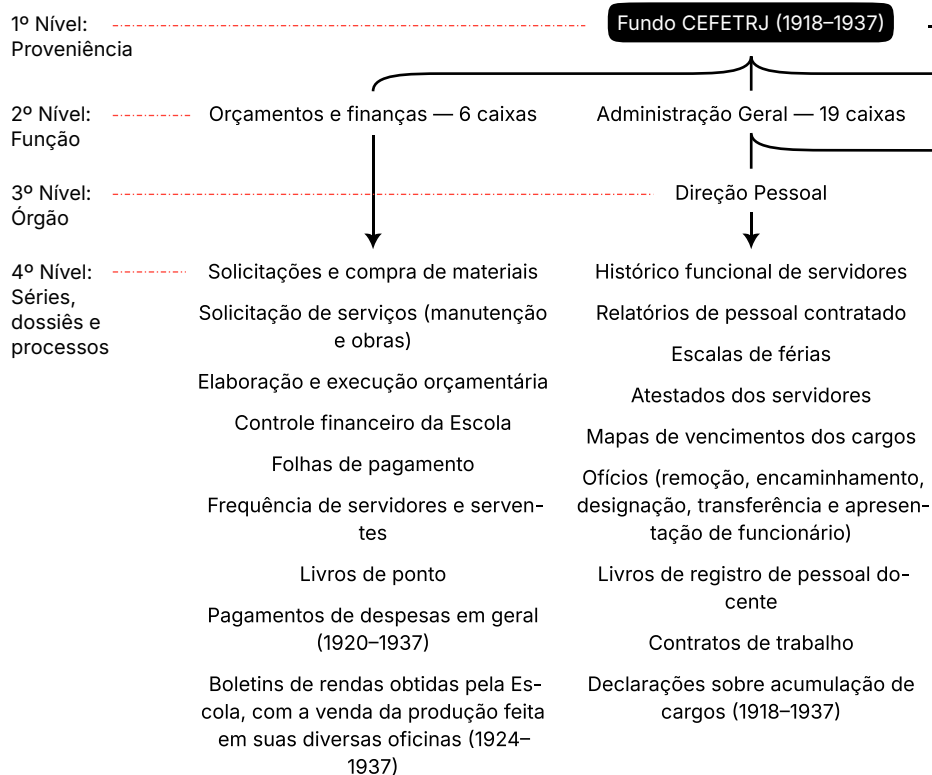 1º Nível:
Proveniência
Fundo CEFETRJ (1918–1937)
2º Nível:
Função
Orçamentos e finanças — 6 caixas
Administração Geral — 19 caixas
3º Nível:
Órgão
Direção Pessoal
4º Nível:
Séries,
dossiês e
processos
Solicitações e compra de materiais
Solicitação de serviços (manutenção
e obras)
Elaboração e execução orçamentária
Controle financeiro da Escola
Folhas de pagamento
Frequência de servidores e serven-
tes
Livros de ponto
Pagamentos de despesas em geral
(1920–1937)
Boletins de rendas obtidas pela Es-
cola, com a venda da produção feita
em suas diversas oficinas (1924–
1937)
Histórico funcional de servidores
Relatórios de pessoal contratado
Escalas de férias
Atestados dos servidores
Mapas de vencimentos dos cargos
Ofícios (remoção, encaminhamento,
designação, transferência e apresen-
tação de funcionário)
Livros de registro de pessoal do-
cente
Contratos de trabalho
Declarações sobre acumulação de
cargos (1918–1937)